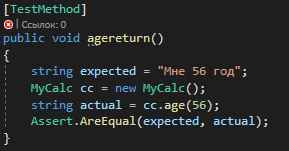 [TestMethod]
| Ссылок: 0
public void agereturn()
{
string expected = "Мне 56 год";
MyCalc cc = new MyCalc();
string actual = cc.age(56);
Assert.AreEqual(expected, actual);
}